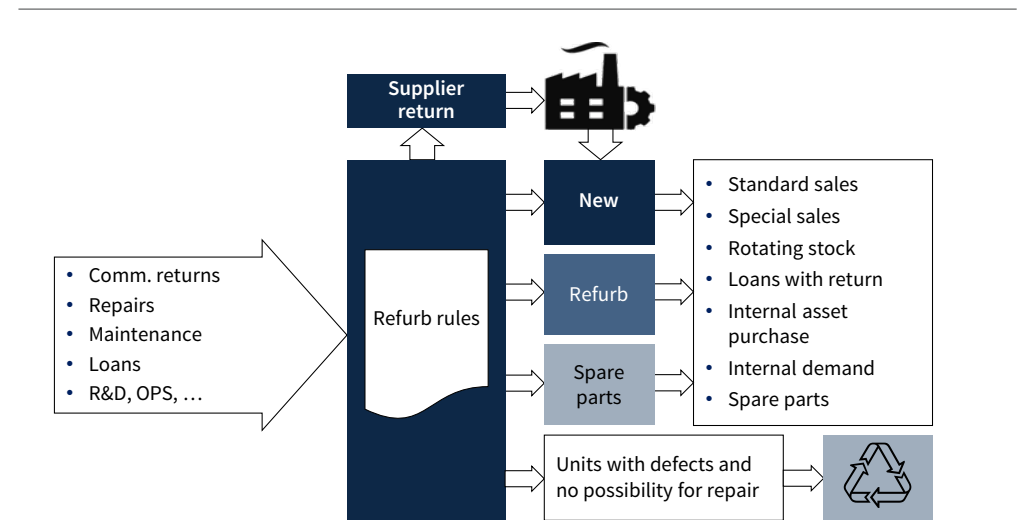 Supplier
return
New
• Standard sales
• Special sales
• Rotating stock
• Loans with return
• Internal asset
purchase
• Internal demand
• Spare parts
• Comm. returns
• Repairs
• Maintenance
• Loans
• R&D, OPS, …
Refurb rules
Refurb
Spare
parts
Units with defects and
no possibility for repair